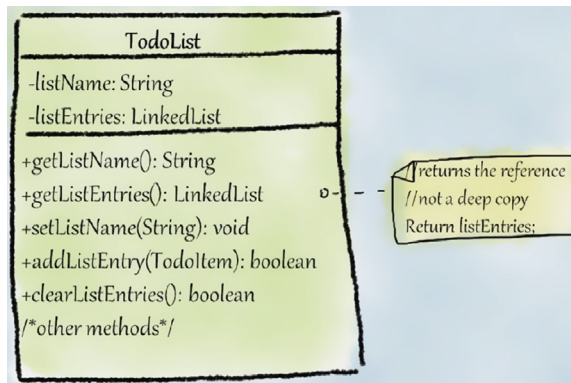 TodoList
-listName: String
-listEntries: LinkedList
+getListName(): String
+getListEntries(): LinkedList
+setListName(String): void
+addListEntry(TodoItem): boolean
+clearListEntries(): boolean
/*other methods*/
//returns the reference
//not a deep copy
Return listEntries;